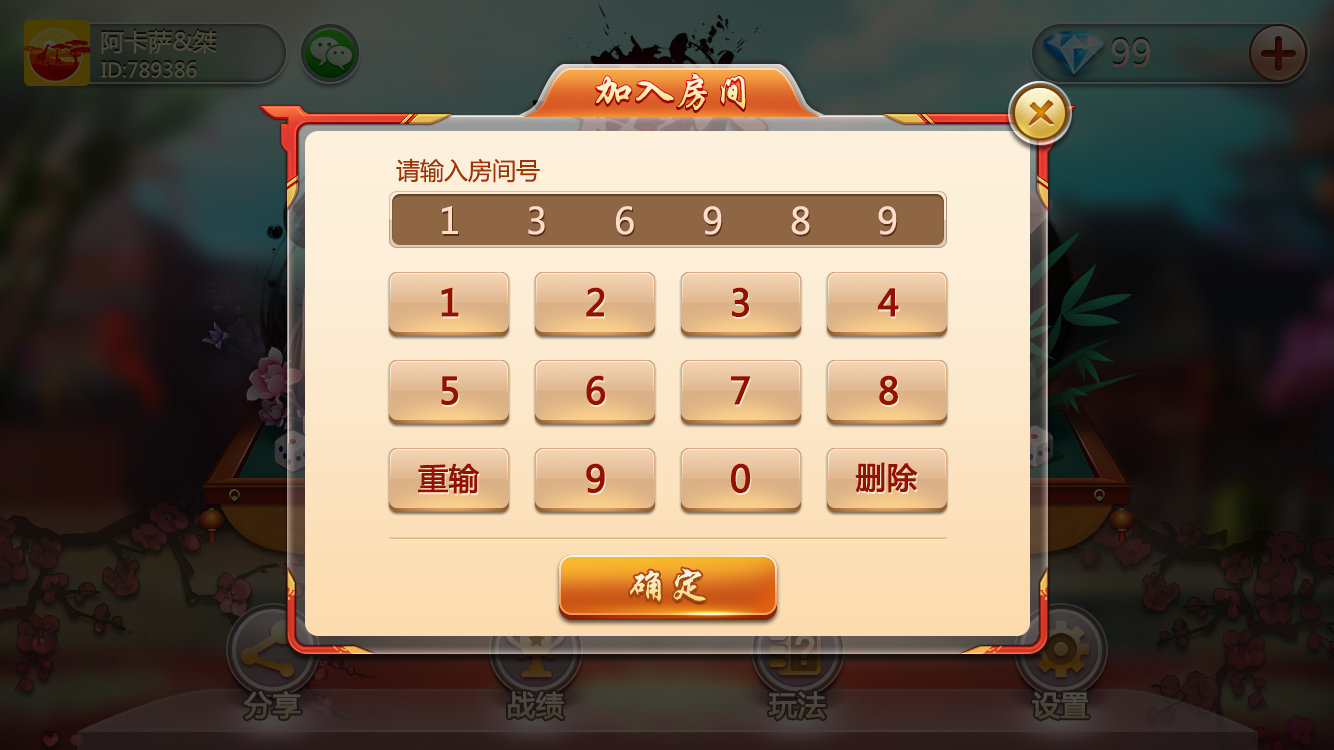 阿卡萨&桀
ID:789386
99
加入房间
请输入房间号
1 3 6 9 8 9
1 2 3 4
5 6 7 8
重输 9 0 删除
确定
分享 战绩 玩法 设置